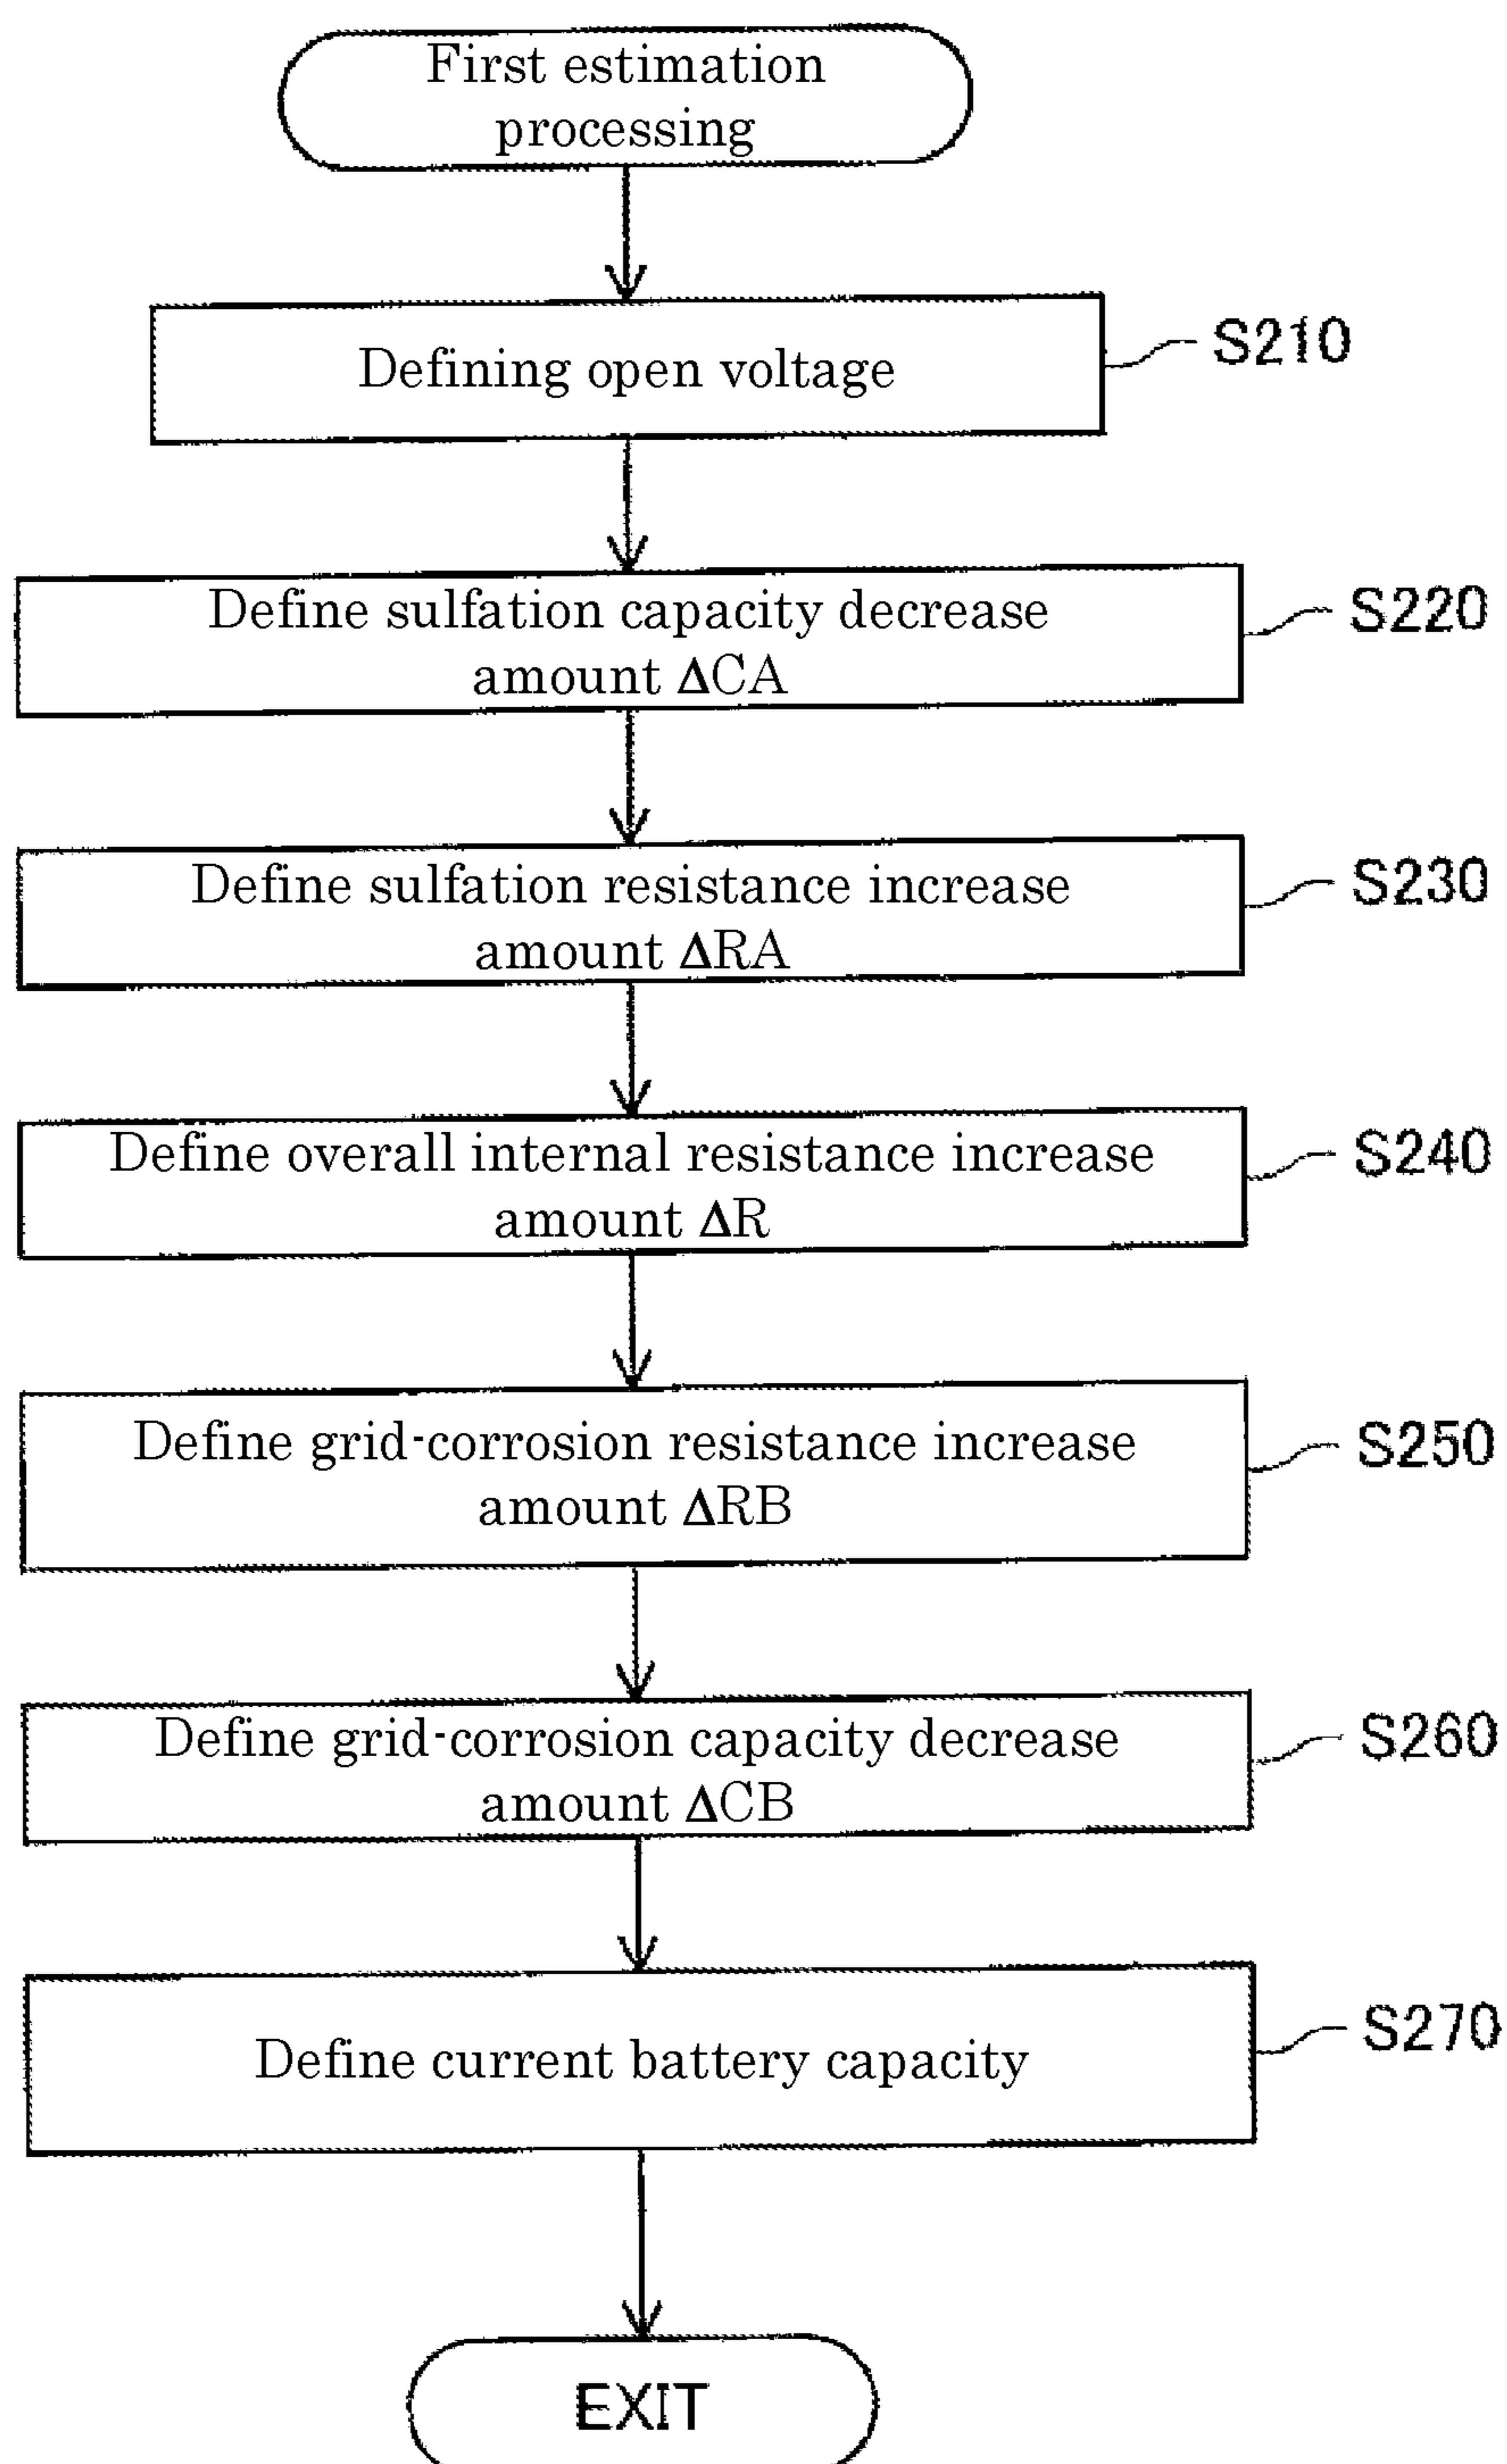 First estimation
processing
Defining open voltage
S210
Define sulfation capacity decrease
amount ΔCA
S220
Define sulfation resistance increase
amount ΔRA
S230
Define overall internal resistance increase
amount ΔR
S240
Define grid-corrosion resistance increase
amount ΔRB
S250
Define grid-corrosion capacity decrease
amount ΔCB
S260
Define current battery capacity
S270
EXIT